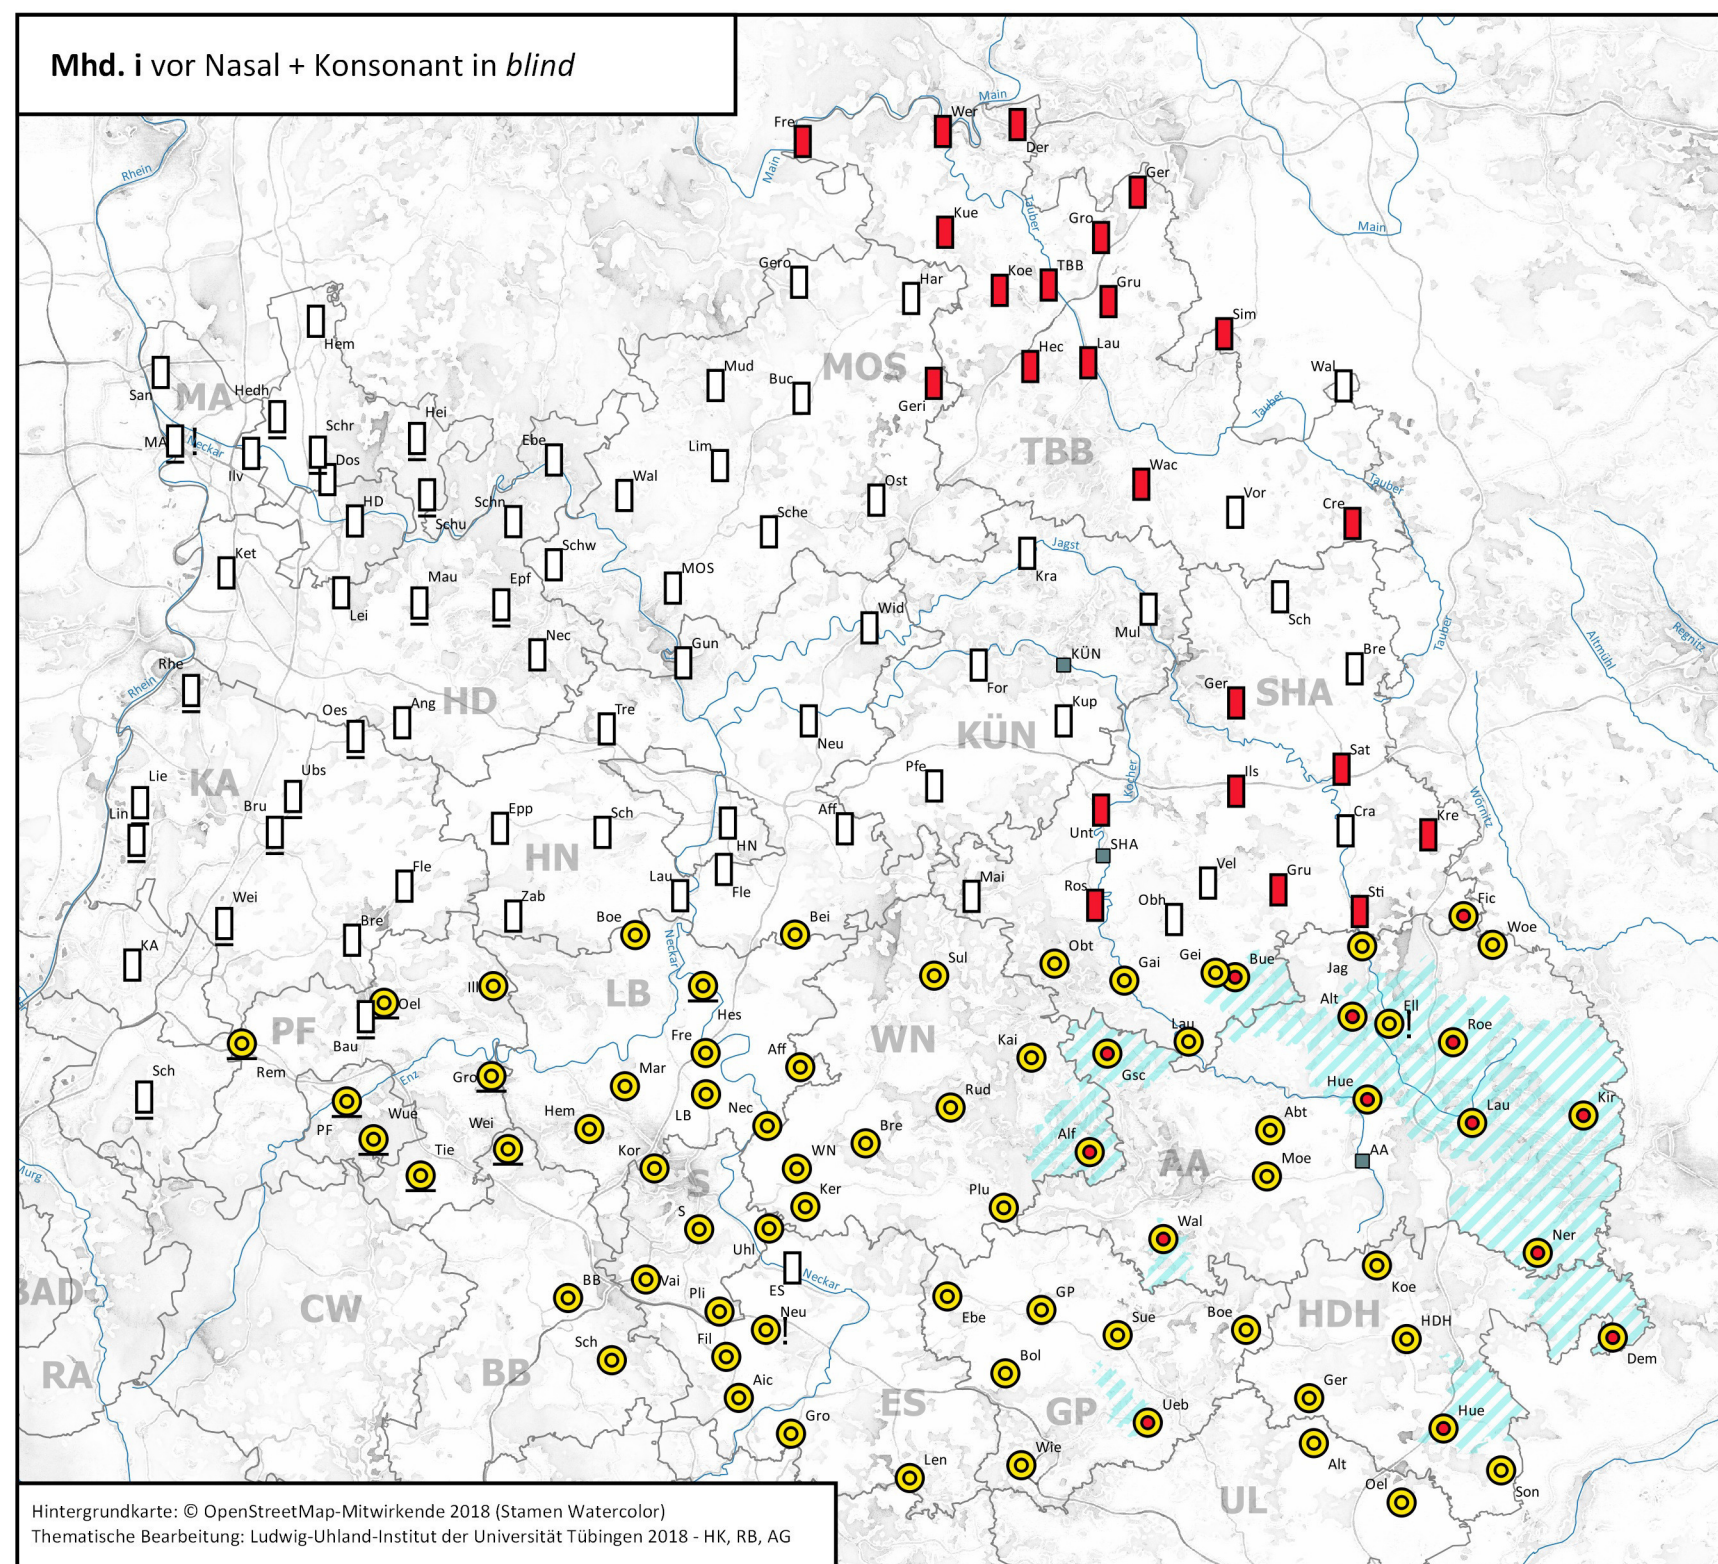 Mhd. i vor Nasal + Konsonant in blind
Main
Wer
Fre
Der
Rhein
Main
Ger
Tauber
Kue
Gro
Main
Gero
Har
Koe
TBB
Gru
Hem
Sim
Hec
Lau
MOS
Mud
Buc
Wal
San
MA
Hedh
Geri
Tauber
Hei
Schr
MA !
Neckar
Ebe
Lim
TBB
Ilv
Dos
Wac
Wal
Ost
Tauber
HD
Schn
Vor
Cre
Schu
Sche
Schw
Jagst
Ket
Mau
Epf
MOS
Kra
Lei
Wid
Sch
Nec
Mul
Tauber
Altmühl
Regnitz
Gun
KÜN
Bre
Rhe
Rhein
For
Ger
SHA
HD
Oes
Ang
Tre
Kup
Neu
KÜN
Sat
Lie
KA
Ubs
Pfe
Kocher
Ils
Lin
Bru
Epp
Sch
Aff
Unt
Cra
Kre
Wörnitz
HN
HN
SHA
Fle
Lau
Fle
Mai
Vel
Gru
Ros
Obh
Sti
Wei
Zab
Bre
Boe
Bei
Fic
Woe
KA
Neckar
Obt
Gai
Gei
Bue
Jag
Sul
Ill
LB
Oel
Hes
Alt
Ell !
Roe
PF
Bau
Fre
WN
Kai
Lau
Rem
Aff
Gsc
Sch
Enz
Gro
Mar
Hue
Rud
LB
Nec
Hem
Abt
Lau
Kir
PF
Wue
Wei
Bre
Alf
Tie
Kor
WN
AA
AA
Moe
Murg
S
Ker
Plu
S
Uhl
Wal
Ner
BAD
CW
BB
Vai
ES
Neckar
Koe
Pli
Neu !
Ebe
GP
Sue
Boe
HDH
HDH
Sch
Fil
Dem
RA
BB
Bol
Aic
ES
GP
Ueb
Ger
Hue
Gro
Wie
Alt
Len
Oel
Son
UL
Hintergrundkarte: © OpenStreetMap-Mitwirkende 2018 (Stamen Watercolor)
Thematische Bearbeitung: Ludwig-Uhland-Institut der Universität Tübingen 2018 - HK, RB, AG